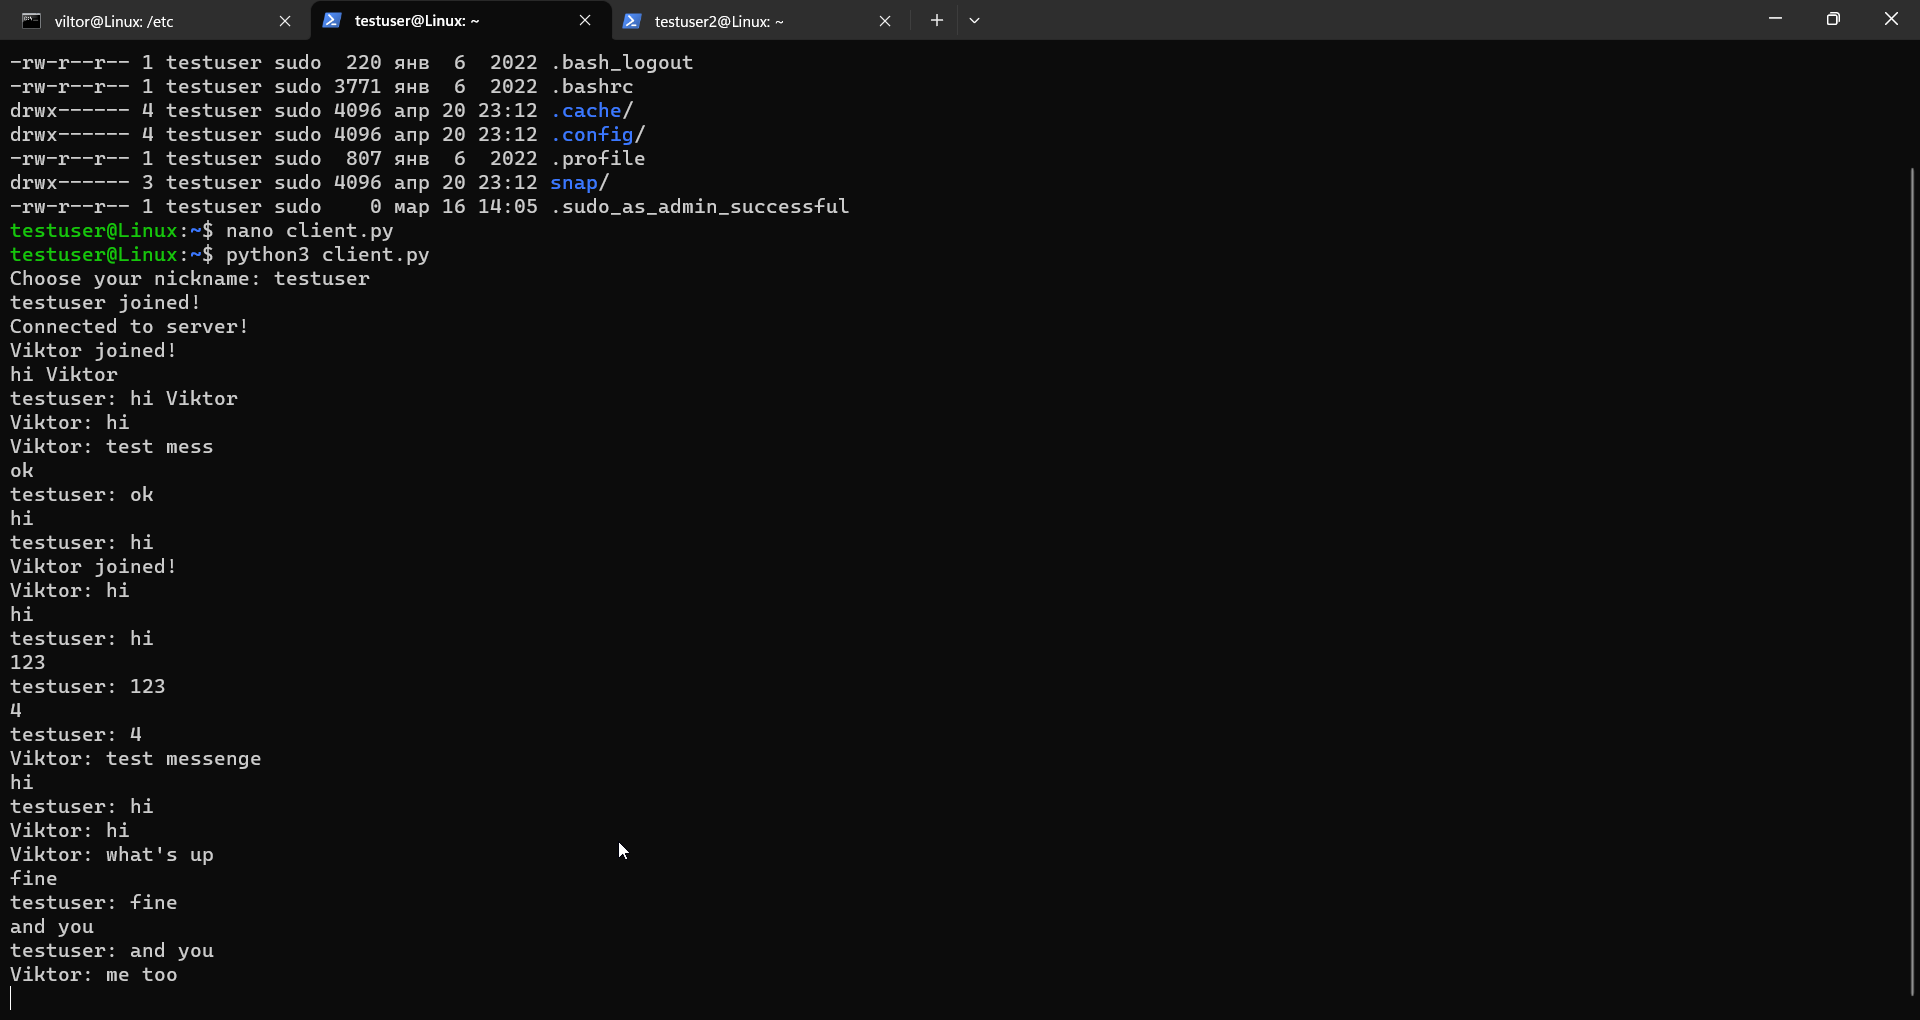 viltor@Linux: /etc
testuser@Linux: ~
testuser2@Linux: ~
-rw-r--r-- 1 testuser sudo  220 янв  6  2022 .bash_logout
-rw-r--r-- 1 testuser sudo 3771 янв  6  2022 .bashrc
drwx------ 4 testuser sudo 4096 апр 20 23:12 .cache/
drwx------ 4 testuser sudo 4096 апр 20 23:12 .config/
-rw-r--r-- 1 testuser sudo  807 янв  6  2022 .profile
drwx------ 3 testuser sudo 4096 апр 20 23:12 snap/
-rw-r--r-- 1 testuser sudo    0 мар 16 14:05 .sudo_as_admin_successful
testuser@Linux:~$ nano client.py
testuser@Linux:~$ python3 client.py
Choose your nickname: testuser
testuser joined!
Connected to server!
Viktor joined!
hi Viktor
testuser: hi Viktor
Viktor: hi
Viktor: test mess
ok
testuser: ok
hi
testuser: hi
Viktor joined!
Viktor: hi
hi
testuser: hi
123
testuser: 123
4
testuser: 4
Viktor: test messenge
hi
testuser: hi
Viktor: hi
Viktor: what's up
fine
testuser: fine
and you
testuser: and you
Viktor: me too